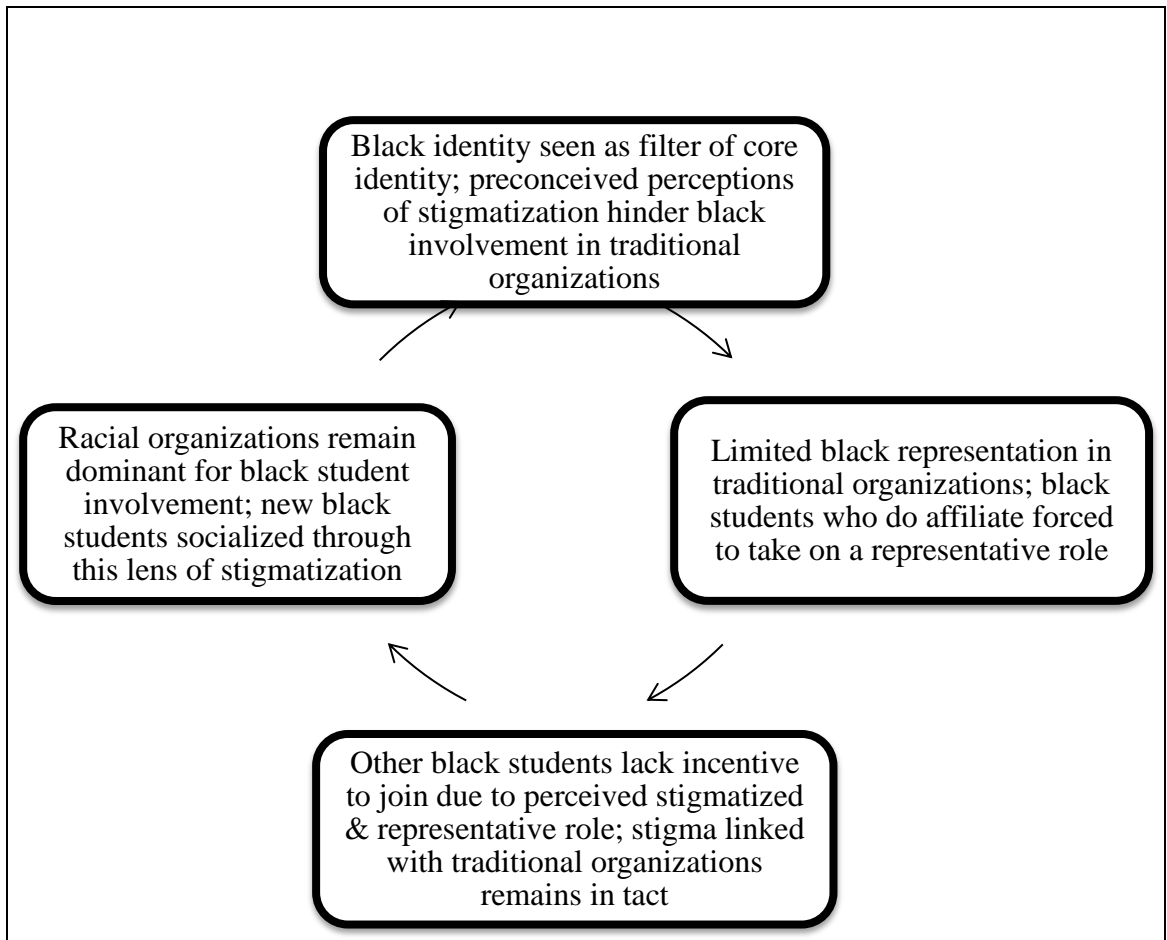 Black identity seen as filter of core
identity; preconceived perceptions
of stigmatization hinder black
involvement in traditional
organizations
Racial organizations remain
dominant for black student
involvement; new black
students socialized through
this lens of stigmatization
Limited black representation in
traditional organizations; black
students who do affiliate forced
to take on a representative role
Other black students lack incentive
to join due to perceived stigmatized
& representative role; stigma linked
with traditional organizations
remains in tact